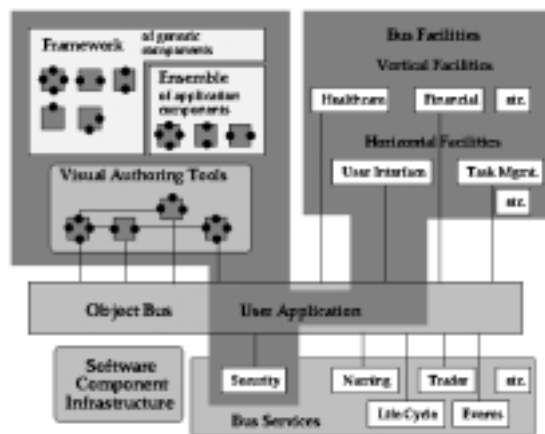 Framework
of generic
components
Ensemble
of application
components
Visual Authoring Tools
Bus Facilities
Vertical Facilities
Healthcare
Financial
etc.
Horizontal Facilities
User Interface
Task Mgmt.
etc.
Object Bus
User Application
Software
Component
Infrastructure
Security
Naming
Trader
etc.
Life Cycle
Events
Bus Services